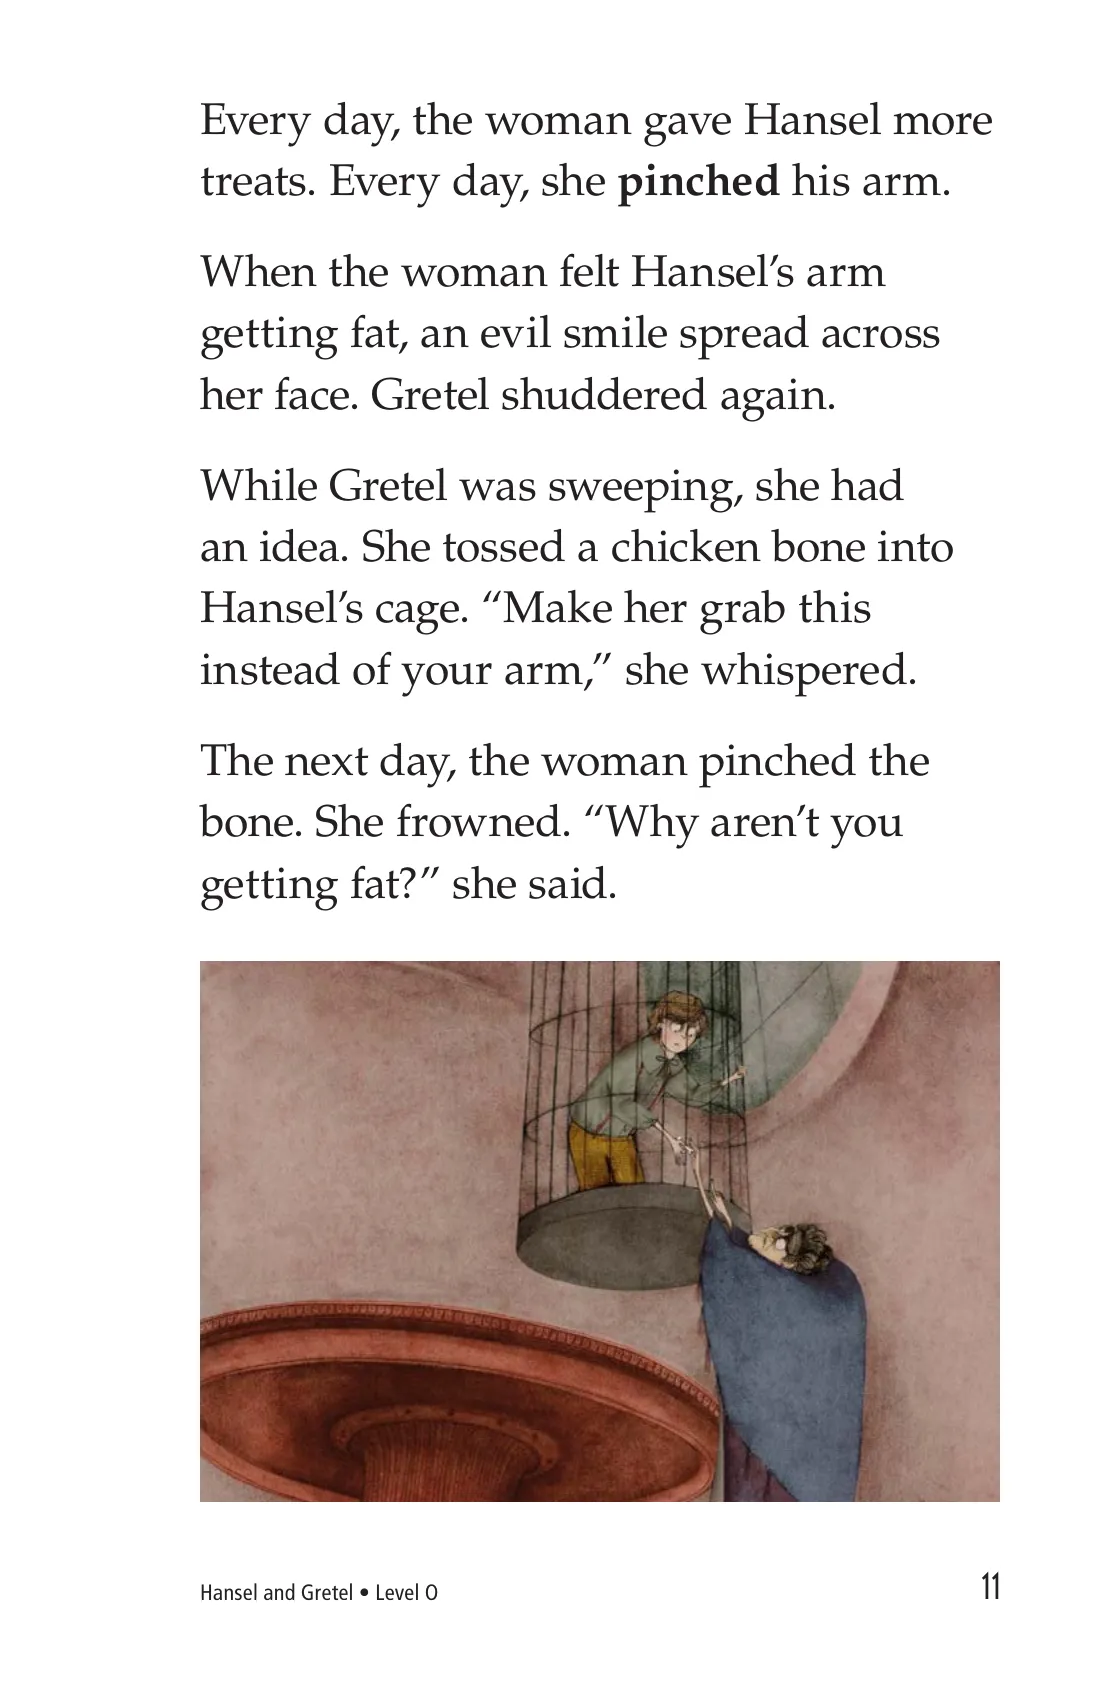 Every day, the woman gave Hansel more
treats. Every day, she pinched his arm.
When the woman felt Hansel’s arm
getting fat, an evil smile spread across
her face. Gretel shuddered again.
While Gretel was sweeping, she had
an idea. She tossed a chicken bone into
Hansel’s cage. “Make her grab this
instead of your arm,” she whispered.
The next day, the woman pinched the
bone. She frowned. “Why aren’t you
getting fat?” she said.
Hansel and Gretel • Level O
11